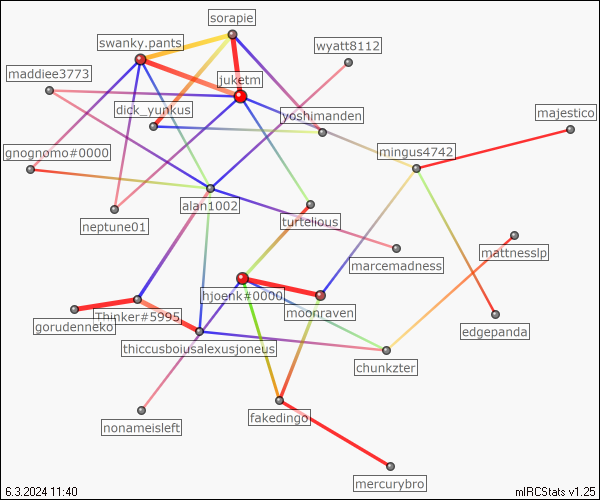 sorapie
swanky.pants
wyatt8112
maddiee3773
juketm
dick_yunkus
yoshimanden
majestico
gnognomo#0000
mingus4742
alan1002
neptune01
turtelious
marcemadness
mattnesslp
hjoenk#0000
moonraven
gorudenneko
Thinker#5995
edgepanda
thiccusboiusalexusjoneus
chunkzter
nonameisleft
fakedingo
mercurybro
6.3.2024 11:40
mIRCStats v1.25